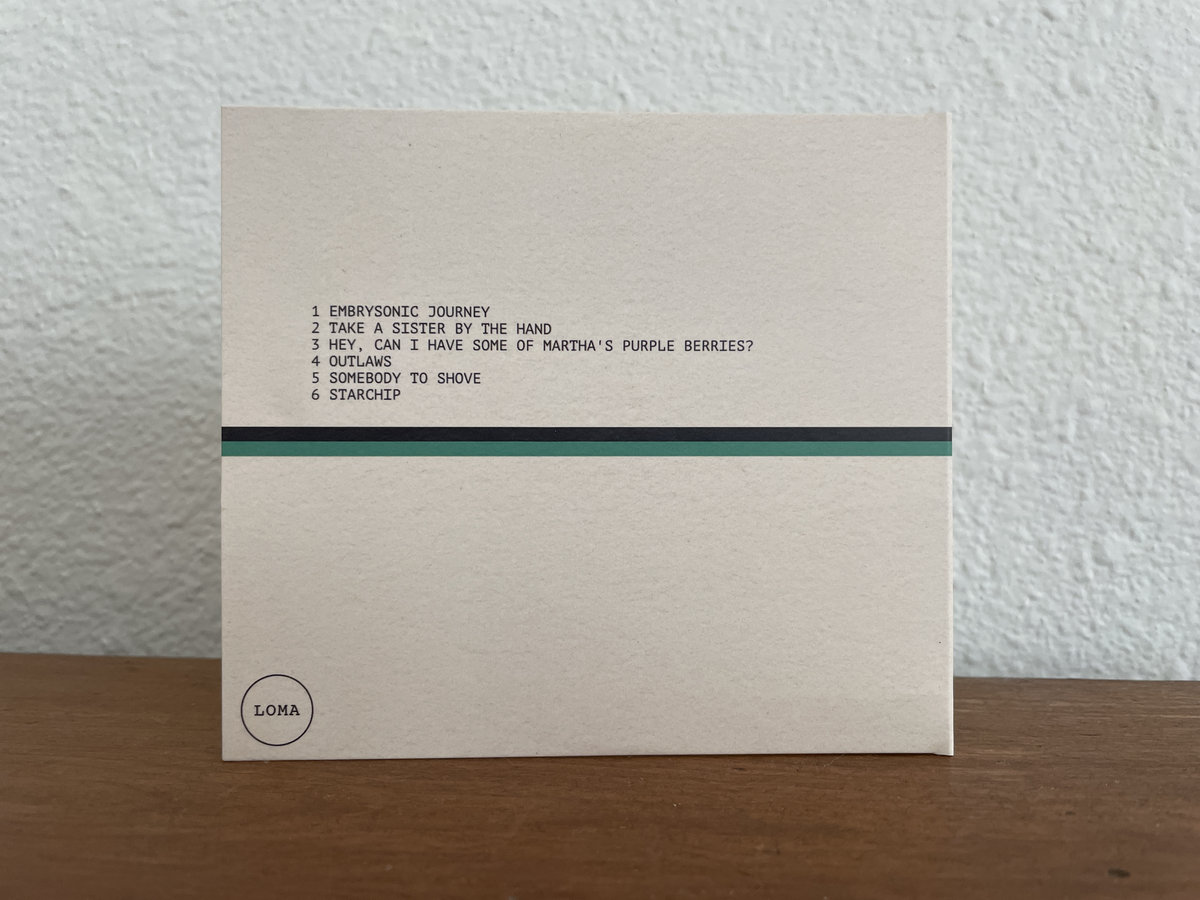 1 EMBRYSONIC JOURNEY
2 TAKE A SISTER BY THE HAND
3 HEY, CAN I HAVE SOME OF MARTHA'S PURPLE BERRIES?
4 OUTLAWS
5 SOMEBODY TO SHOVE
6 STARCHIP
LOMA